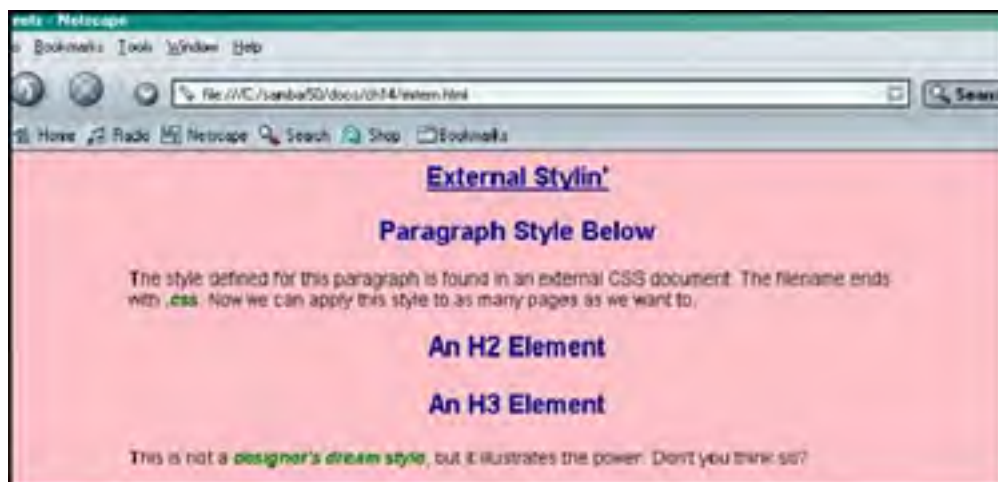 - Netscape
Bookmarks Tools Window Help
file:///C:/samba/50/docs/ch14/extern.html
Search
Home Radio Netscape Search Shop Bookmarks
External Stylin'
Paragraph Style Below
The style defined for this paragraph is found in an external CSS document. The filename ends
with .css. Now we can apply this style to as many pages as we want to.
An H2 Element
An H3 Element
This is not a designer's dream style, but it illustrates the power. Don't you think so?